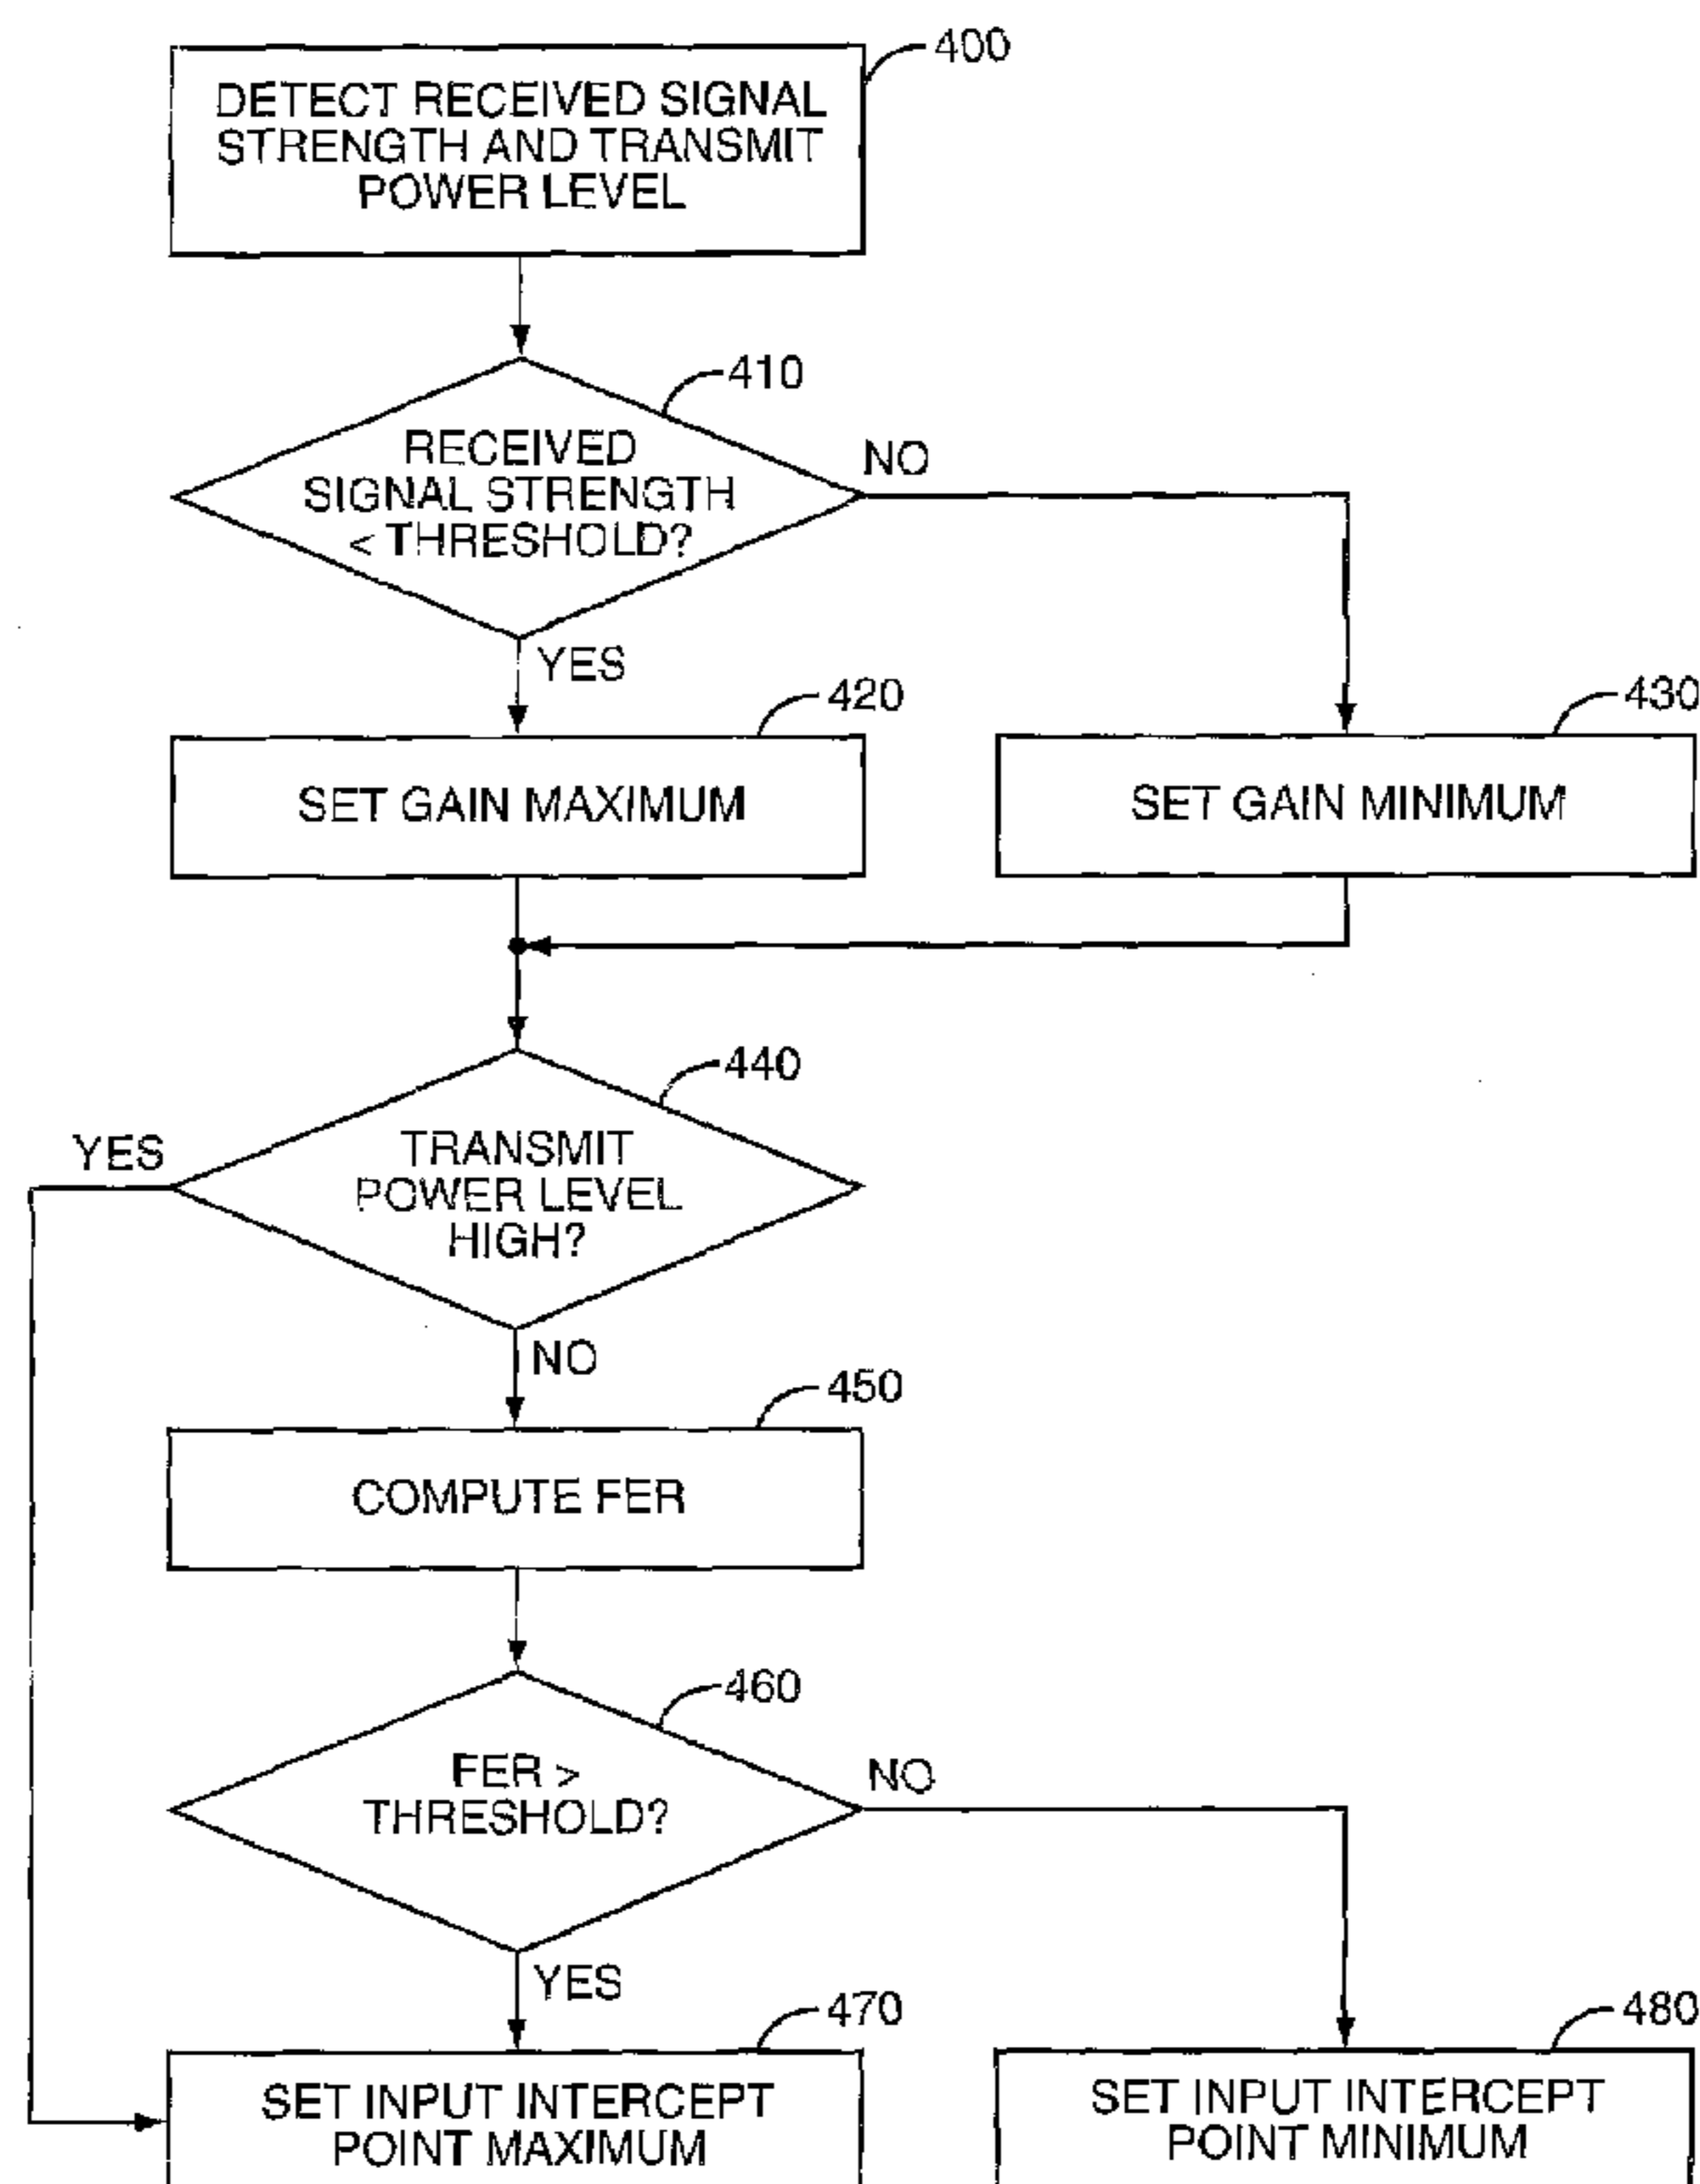 400
DETECT RECEIVED SIGNAL
STRENGTH AND TRANSMIT
POWER LEVEL
410
RECEIVED
SIGNAL STRENGTH
< THRESHOLD?
NO
YES
420
SET GAIN MAXIMUM
430
SET GAIN MINIMUM
440
TRANSMIT
POWER LEVEL
HIGH?
YES
NO
450
COMPUTE FER
460
FER >
THRESHOLD?
NO
YES
470
SET INPUT INTERCEPT
POINT MAXIMUM
480
SET INPUT INTERCEPT
POINT MINIMUM